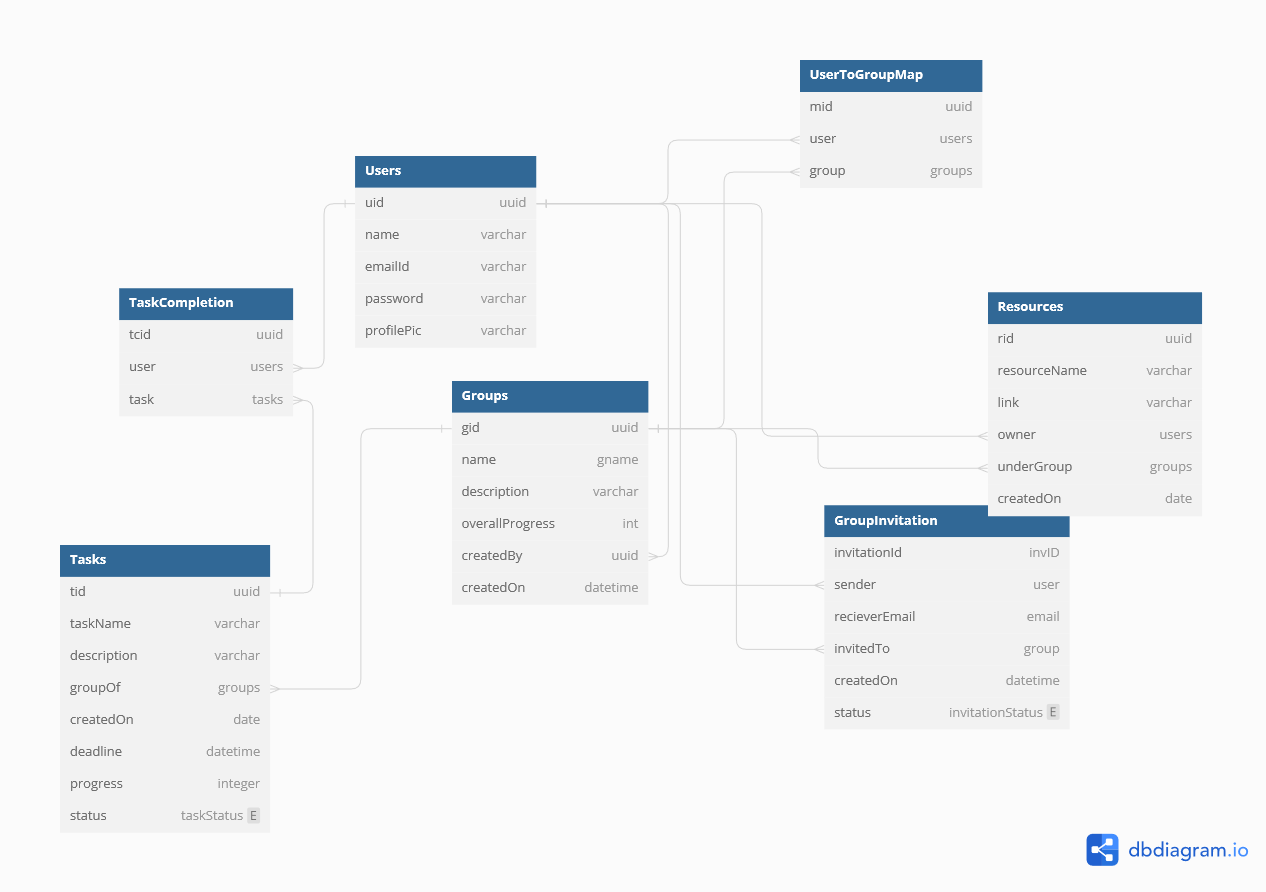 UserToGroupMap
mid uuid
user users
group groups
Users
uid uuid
name varchar
emailId varchar
password varchar
profilePic varchar
TaskCompletion
tcid uuid
user users
task tasks
Resources
rid uuid
resourceName varchar
link varchar
owner users
underGroup groups
createdOn date
Groups
gid uuid
name gname
description varchar
overallProgress int
createdBy uuid
createdOn datetime
GroupInvitation
invitationId invID
sender user
recieverEmail email
invitedTo group
createdOn datetime
status invitationStatus E
Tasks
tid uuid
taskName varchar
description varchar
groupOf groups
createdOn date
deadline datetime
progress integer
status taskStatus E
dbdiagram.io